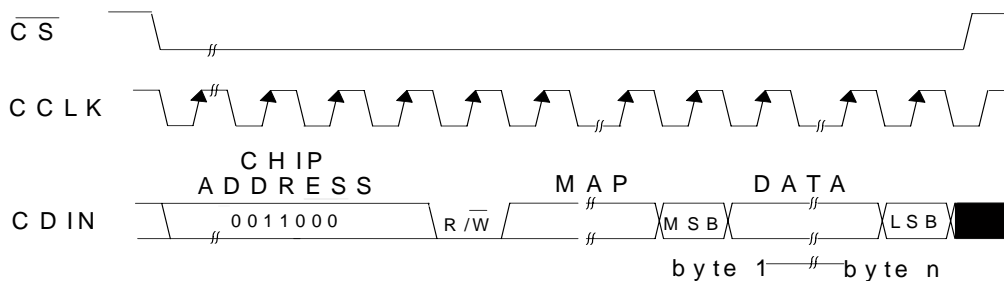 CS
CCLK
CHIP
ADDRESS
MAP
DATA
CDIN
0011000
R/W
MSB
LSB
byte 1
byte n